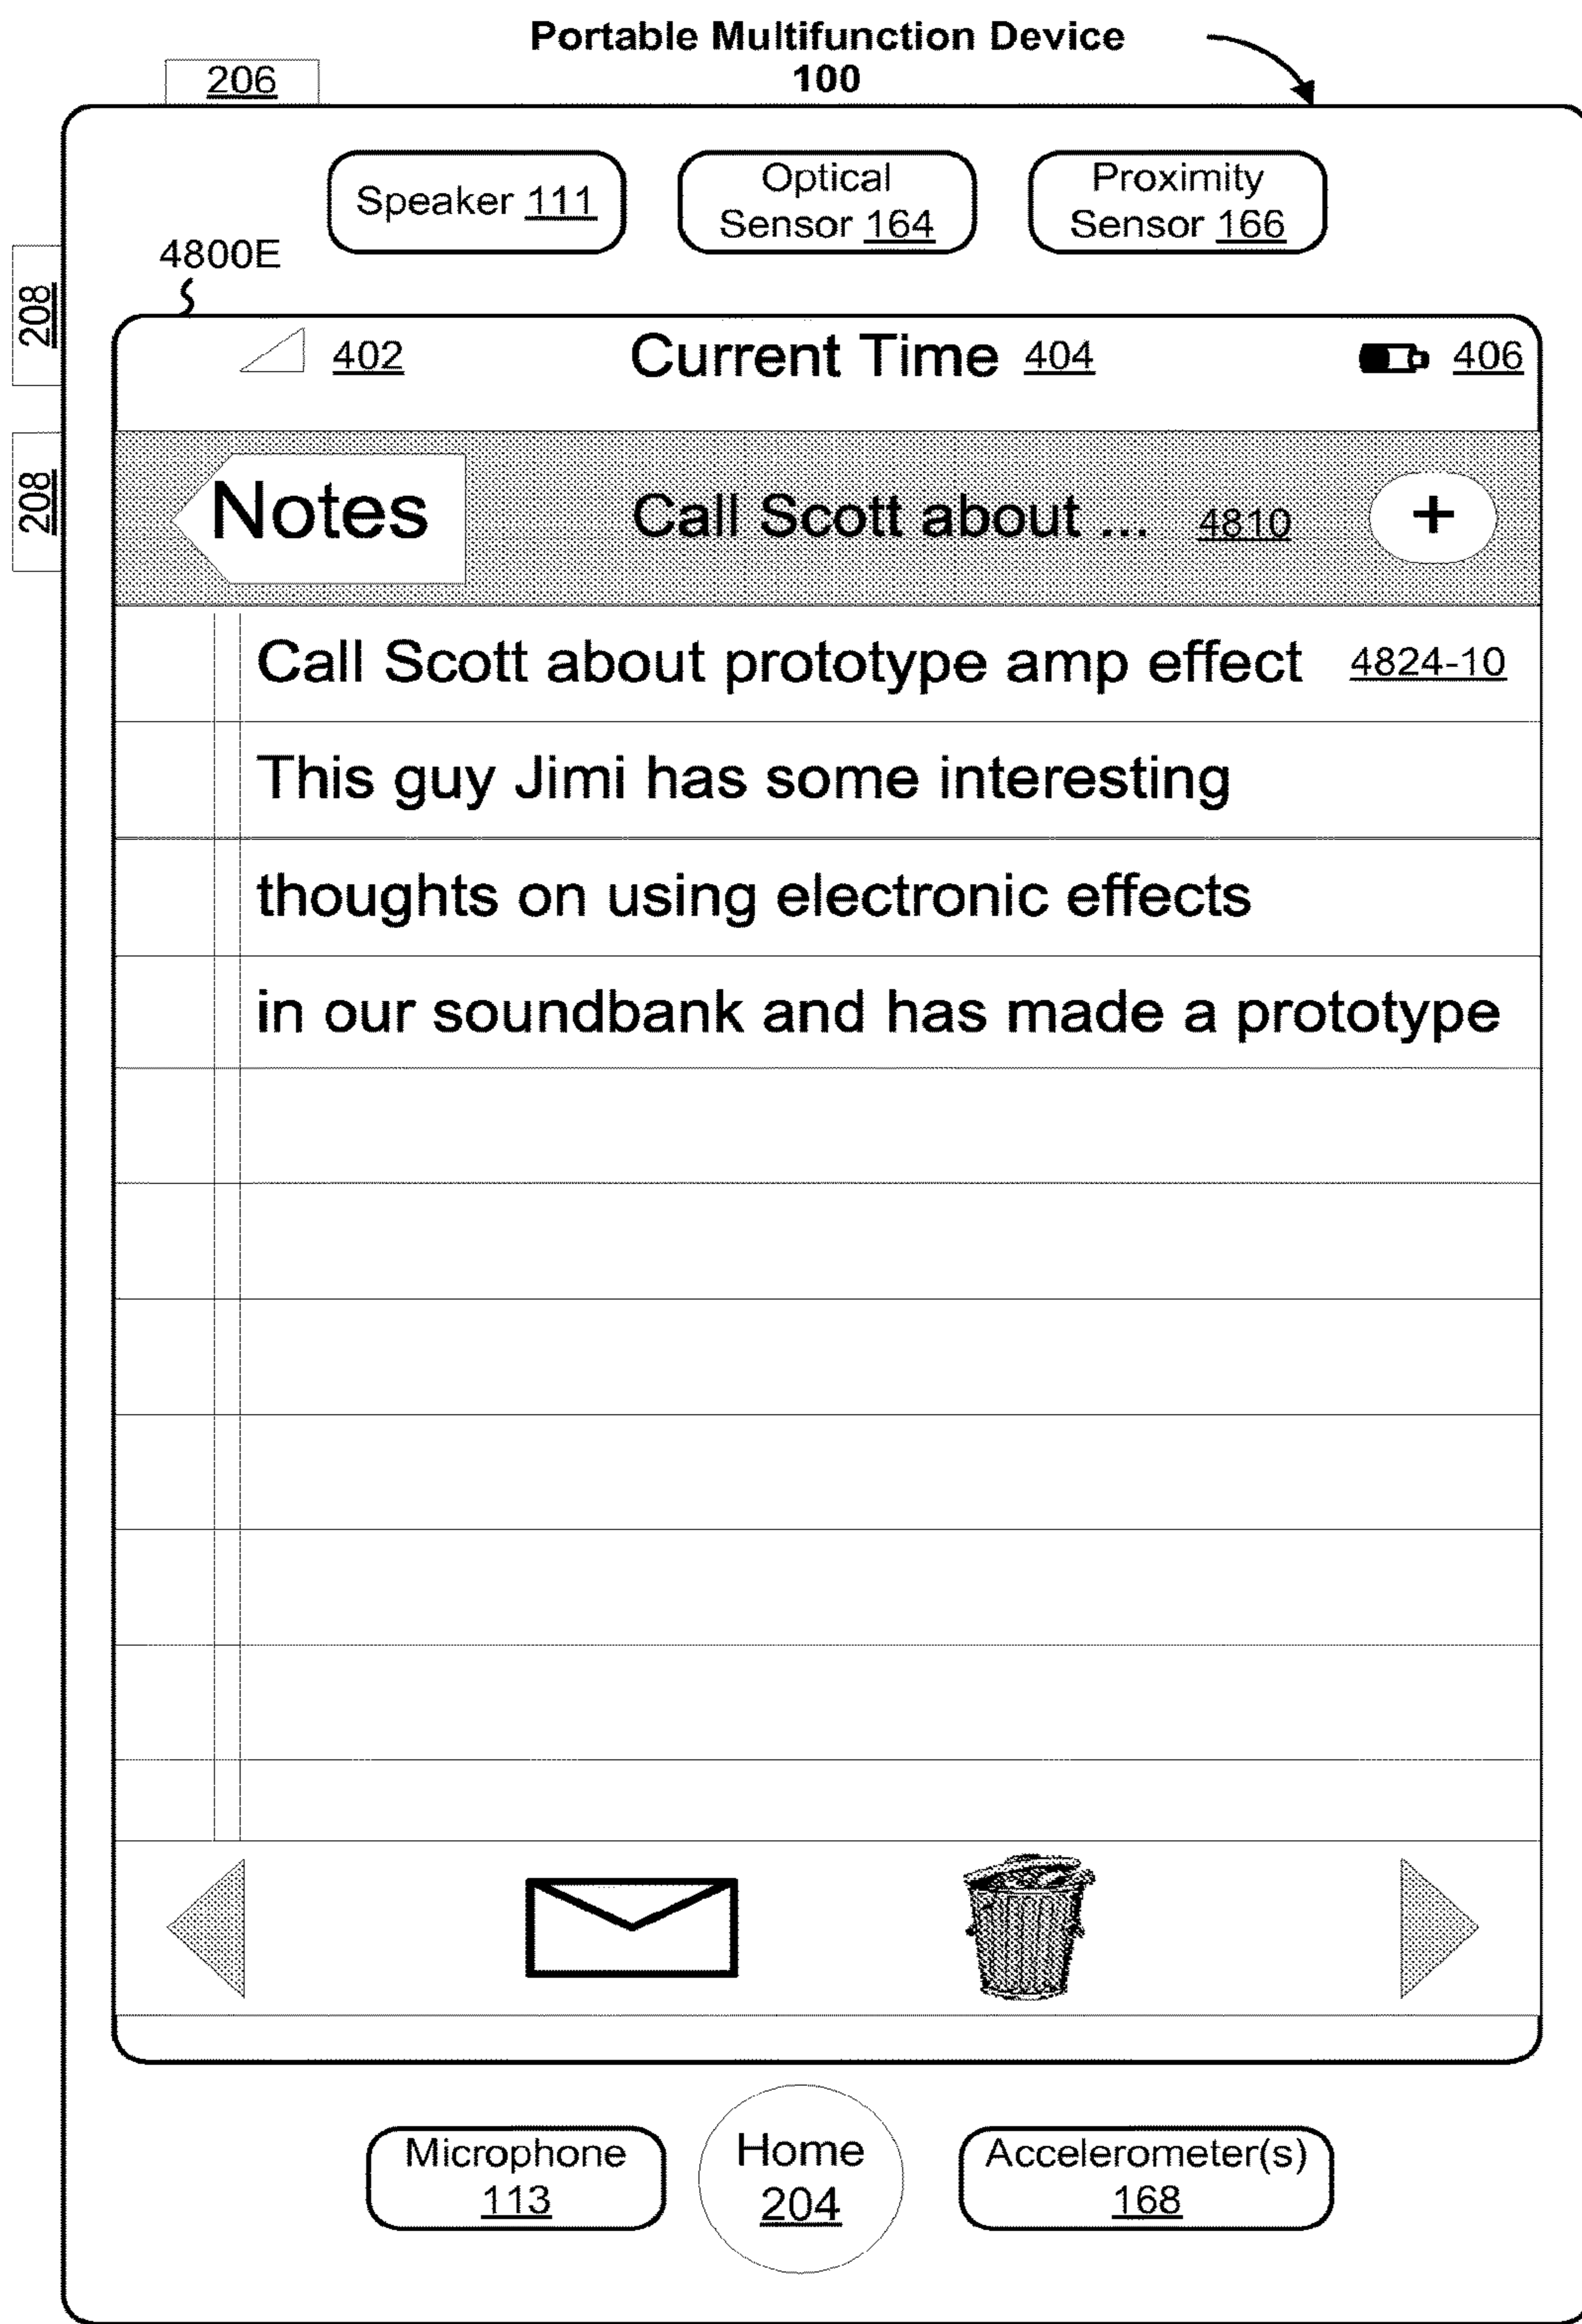 Portable Multifunction Device
100
206
Speaker 111
Optical
Sensor 164
Proximity
Sensor 166
4800E
208
208
402
Current Time 404
406
Notes
Call Scott about ... 4810
+
Call Scott about prototype amp effect 4824-10
This guy Jimi has some interesting
thoughts on using electronic effects
in our soundbank and has made a prototype
Microphone
113
Home
204
Accelerometer(s)
168